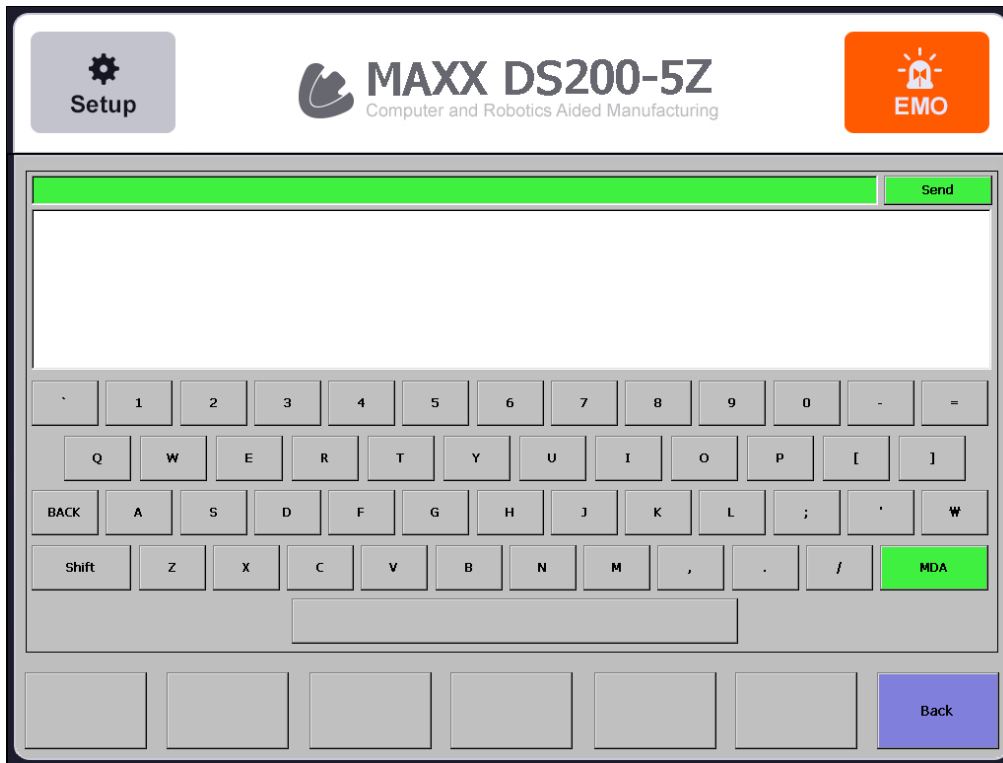 Setup
MAXX DS200-5Z
Computer and Robotics Aided Manufacturing
EMO
Send
` 1 2 3 4 5 6 7 8 9 0 - =
Q W E R T Y U I O P [ ]
BACK A S D F G H J K L ; ' ₩
Shift Z X C V B N M , . / MDA
Back